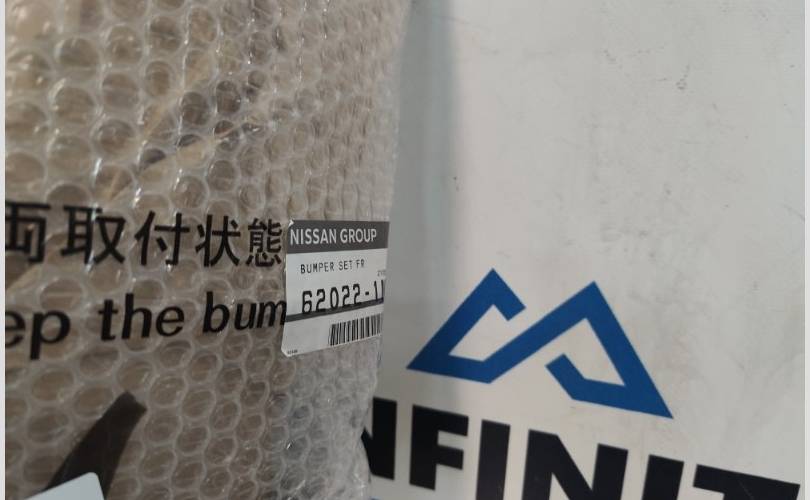 両取付状態
ep the bum
NISSAN GROUP
BUMPER SET FR
62022-1
NFINIT